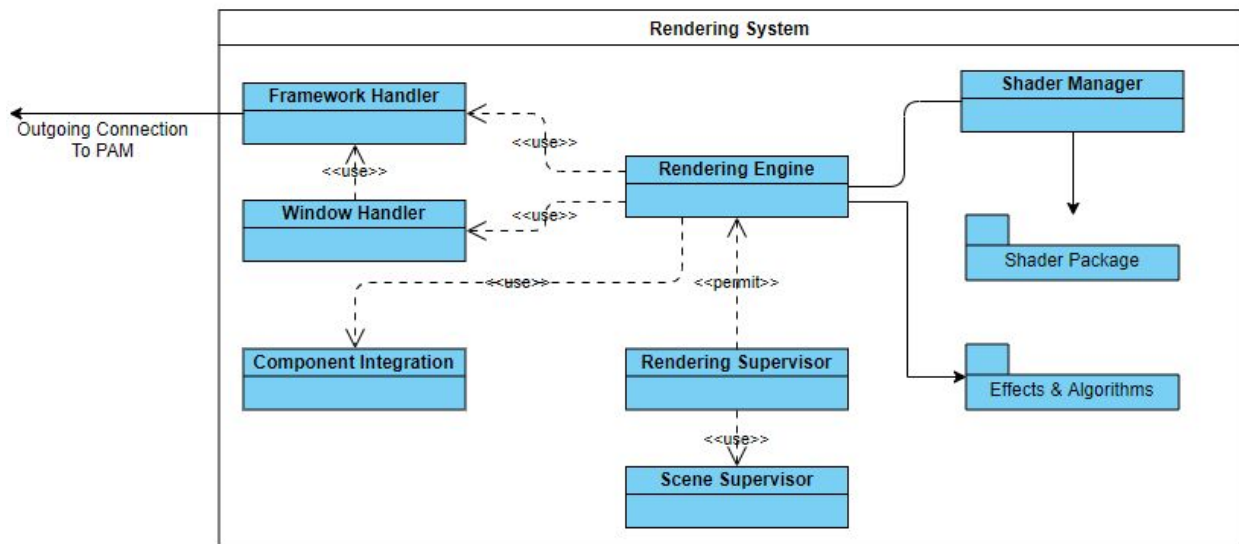 Rendering System
Framework Handler
Shader Manager
Outgoing Connection
To PAM
<<use>>
<<use>>
Rendering Engine
Window Handler
<<use>>
Shader Package
<<use>>
<<permit>>
Component Integration
Rendering Supervisor
Effects & Algorithms
<<use>>
Scene Supervisor